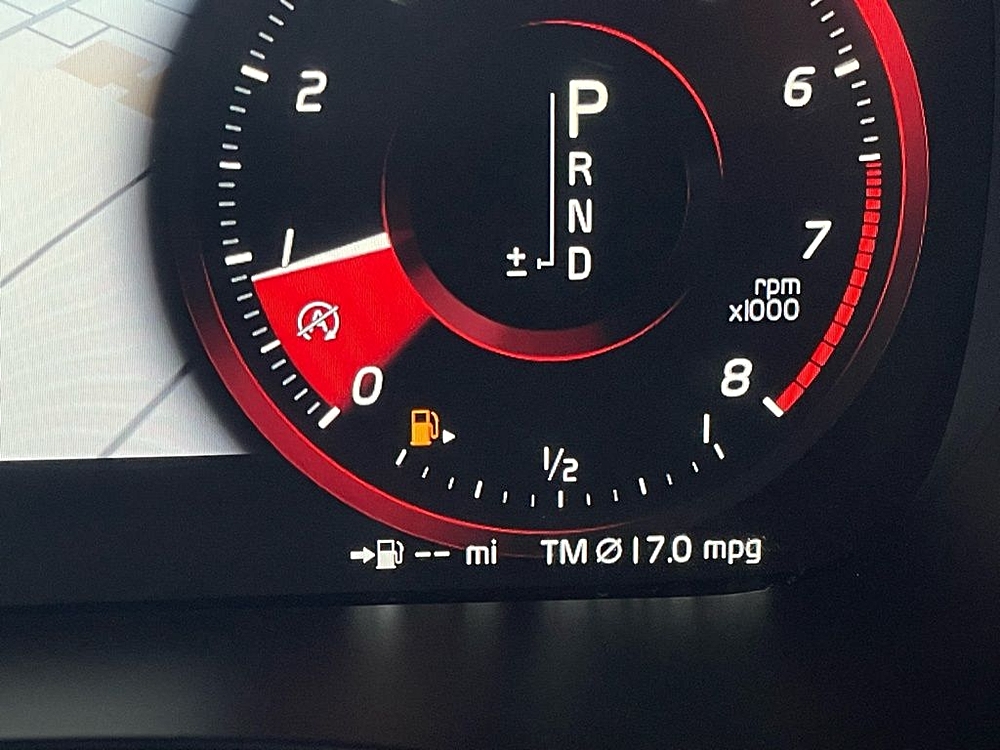 2
6
P
R
N
± D
1
7
rpm
x1000
A
0
8
1/2
1
-- mi TM Ø 17.0 mpg